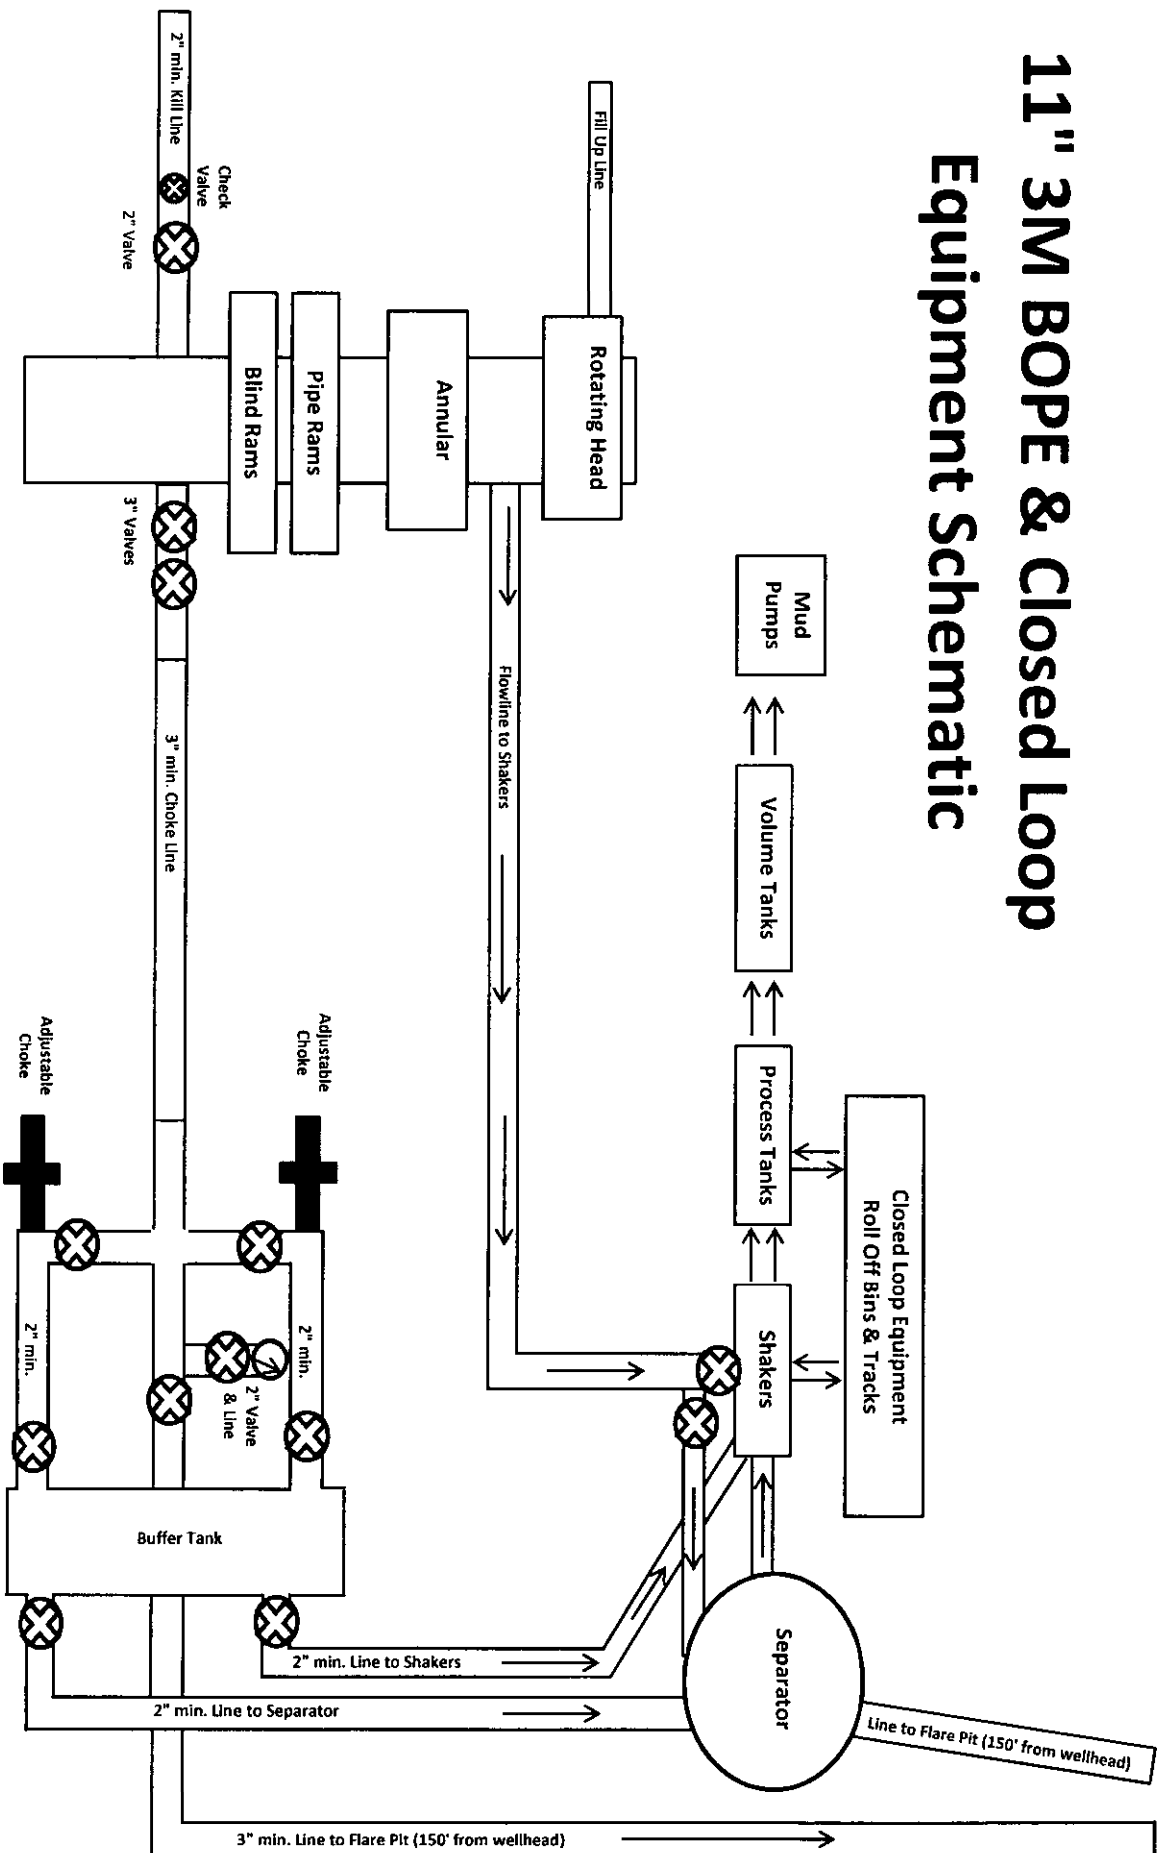 11" 3M BOPE & Closed Loop
Equipment Schematic
Fill Up Line
Rotating Head
Mud
Pumps
Volume Tanks
Process Tanks
Shakers
Closed Loop Equipment
Roll Off Bins & Tracks
Separator
Line to Flare Pit (150' from wellhead)
Flowline to Shakers
Annular
Pipe Rams
Blind Rams
2" min. Kill Line
Check
Valve
2" Valve
3" Valves
3" min. Choke Line
Adjustable
Choke
Adjustable
Choke
2" min.
2" Valve
& Line
2" min.
Buffer Tank
2" min. Line to Shakers
2" min. Line to Separator
3" min. Line to Flare Pit (150' from wellhead)